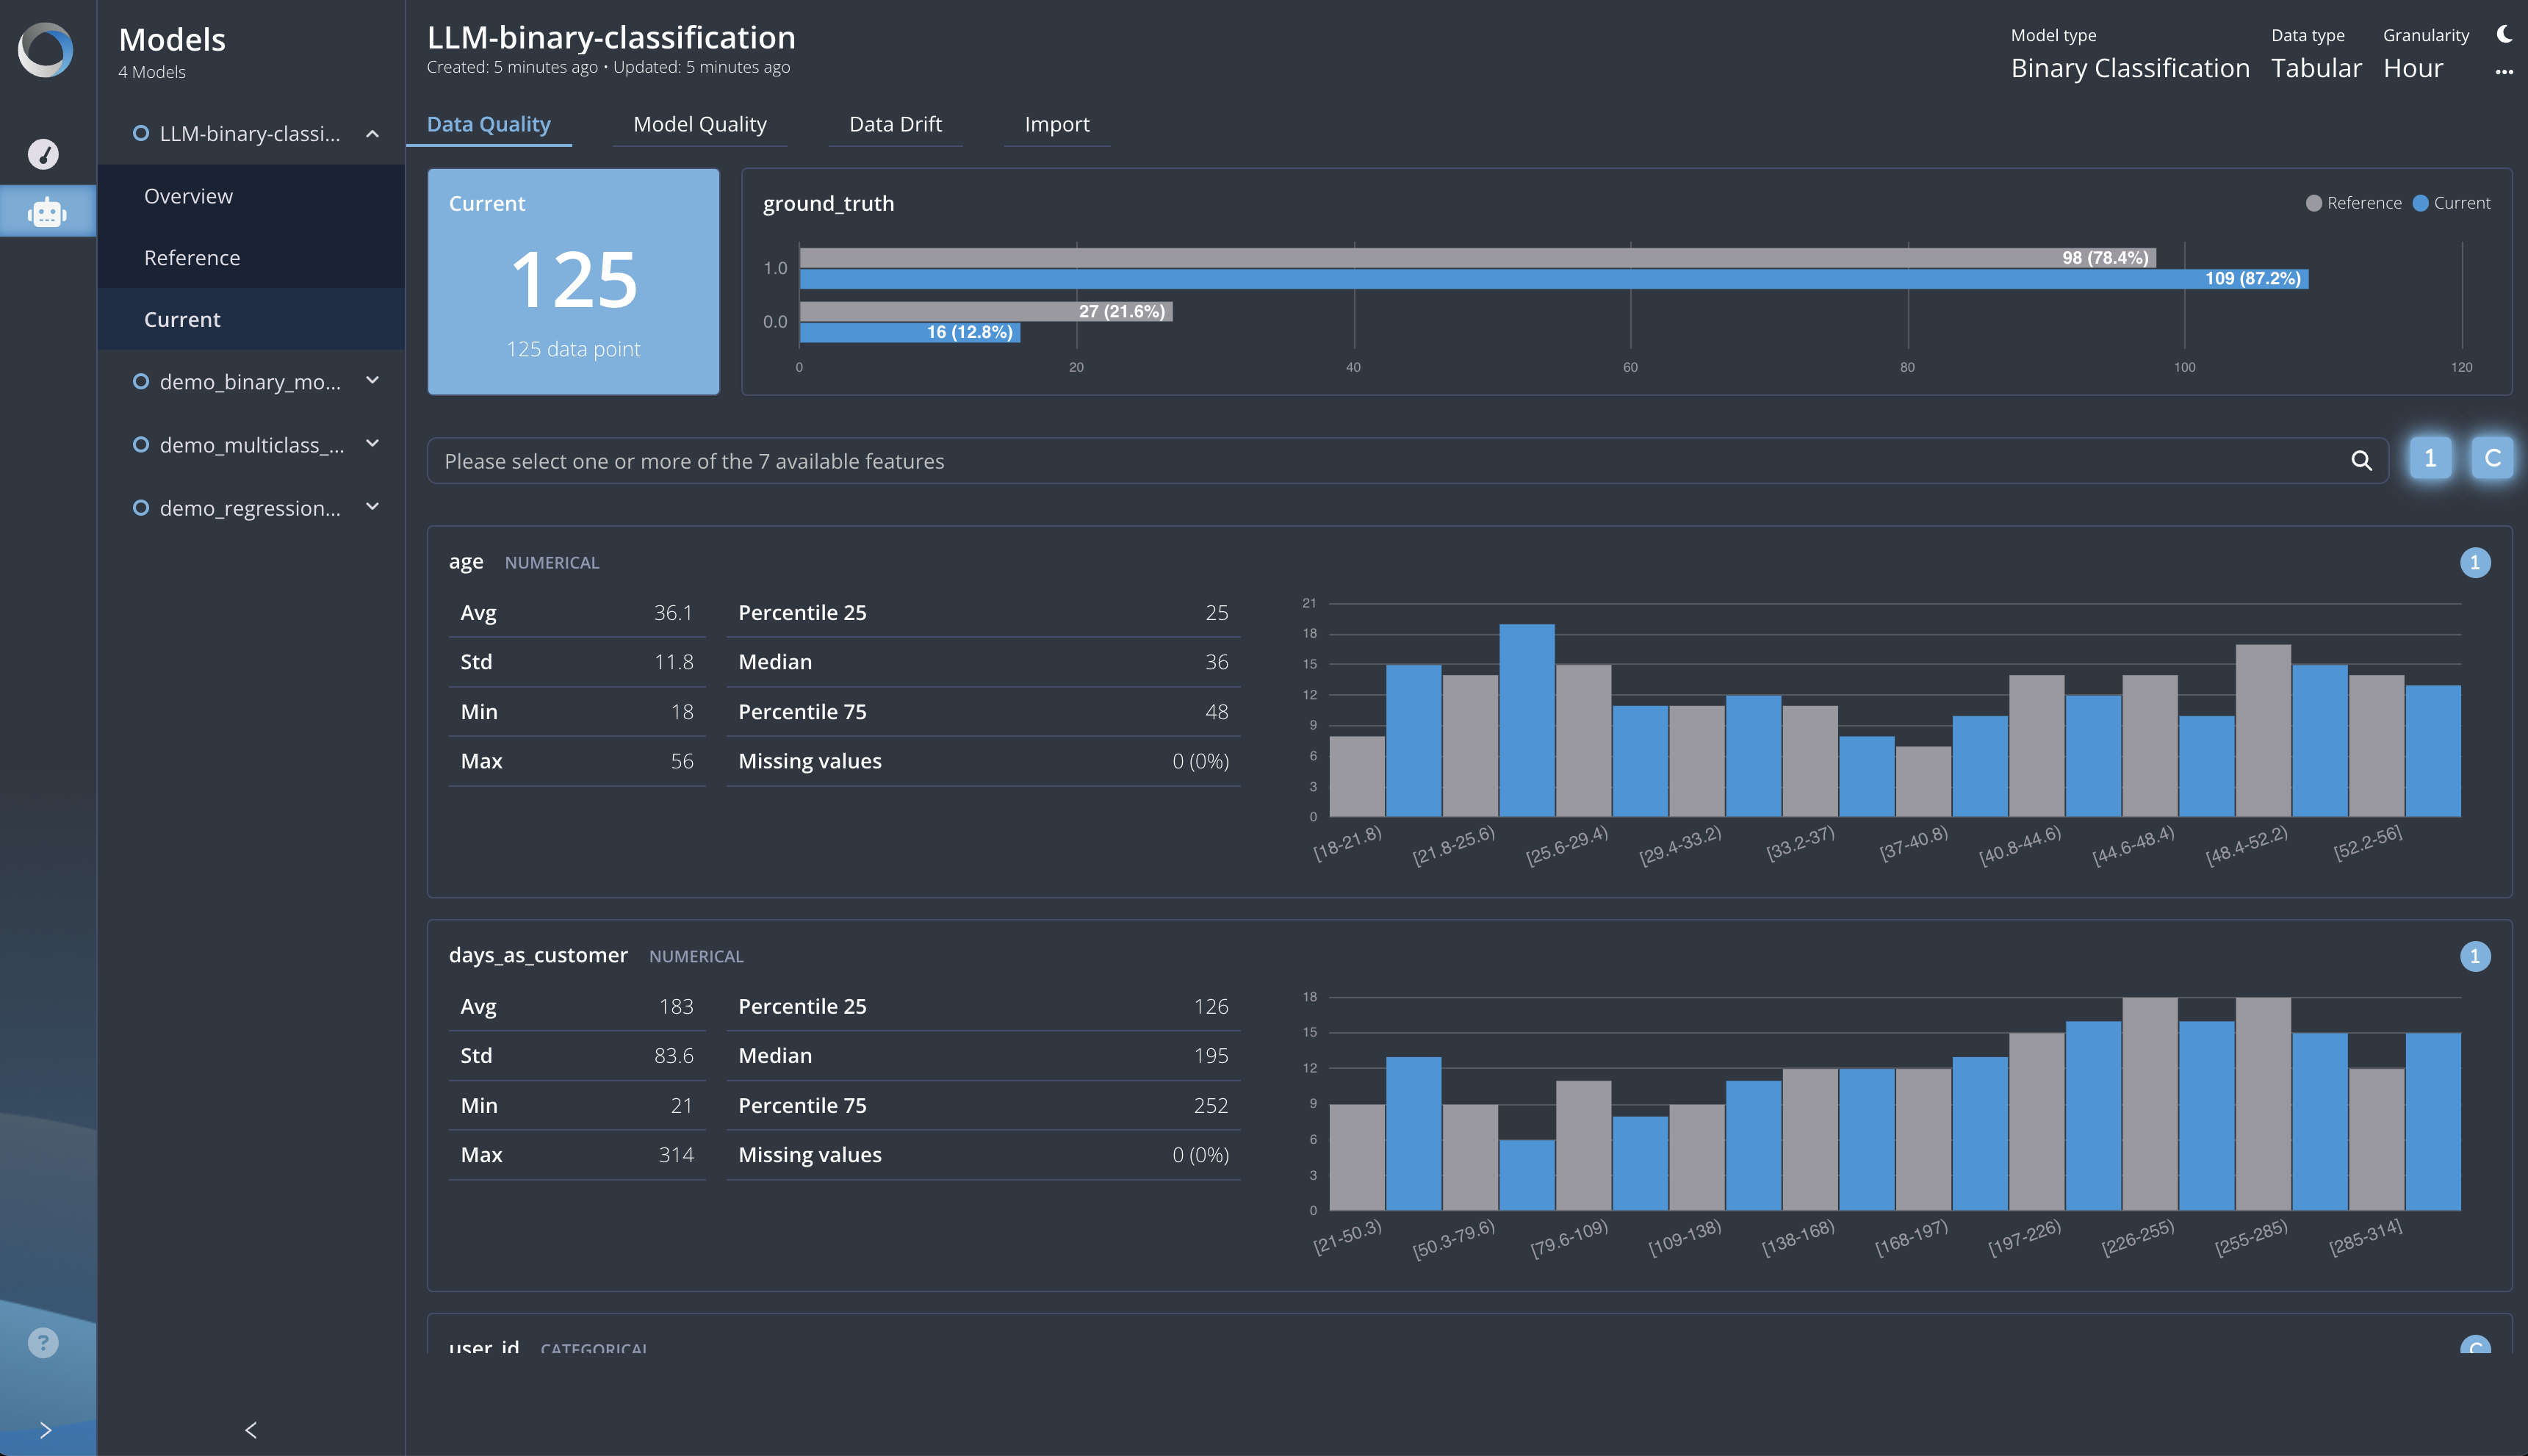 Models
4 Models
LLM-binary-classi...
Overview
Reference
Current
demo_binary_mo...
demo_multiclass_...
demo_regression...
LLM-binary-classification
Created: 5 minutes ago • Updated: 5 minutes ago
Model type
Binary Classification
Data type
Tabular
Granularity
Hour
Data Quality
Model Quality
Data Drift
Import
Current
125
125 data point
ground_truth
Reference
Current
1.0
98 (78.4%)
109 (87.2%)
0.0
27 (21.6%)
16 (12.8%)
0 20 40 60 80 100 120
Please select one or more of the 7 available features
1
C
age NUMERICAL
1
Avg 36.1
Std 11.8
Min 18
Max 56
Percentile 25 25
Median 36
Percentile 75 48
Missing values 0 (0%)
21
18
15
12
9
6
3
0
[18-21.8) [21.8-25.6) [25.6-29.4) [29.4-33.2) [33.2-37) [37-40.8) [40.8-44.6) [44.6-48.4) [48.4-52.2) [52.2-56]
days_as_customer NUMERICAL
1
Avg 183
Std 83.6
Min 21
Max 314
Percentile 25 126
Median 195
Percentile 75 252
Missing values 0 (0%)
18
15
12
9
6
3
0
[21-50.3) [50.3-79.6) [79.6-109) [109-138) [138-168) [168-197) [197-226) [226-255) [255-285) [285-314]
user_id CATEGORICAL
C
?